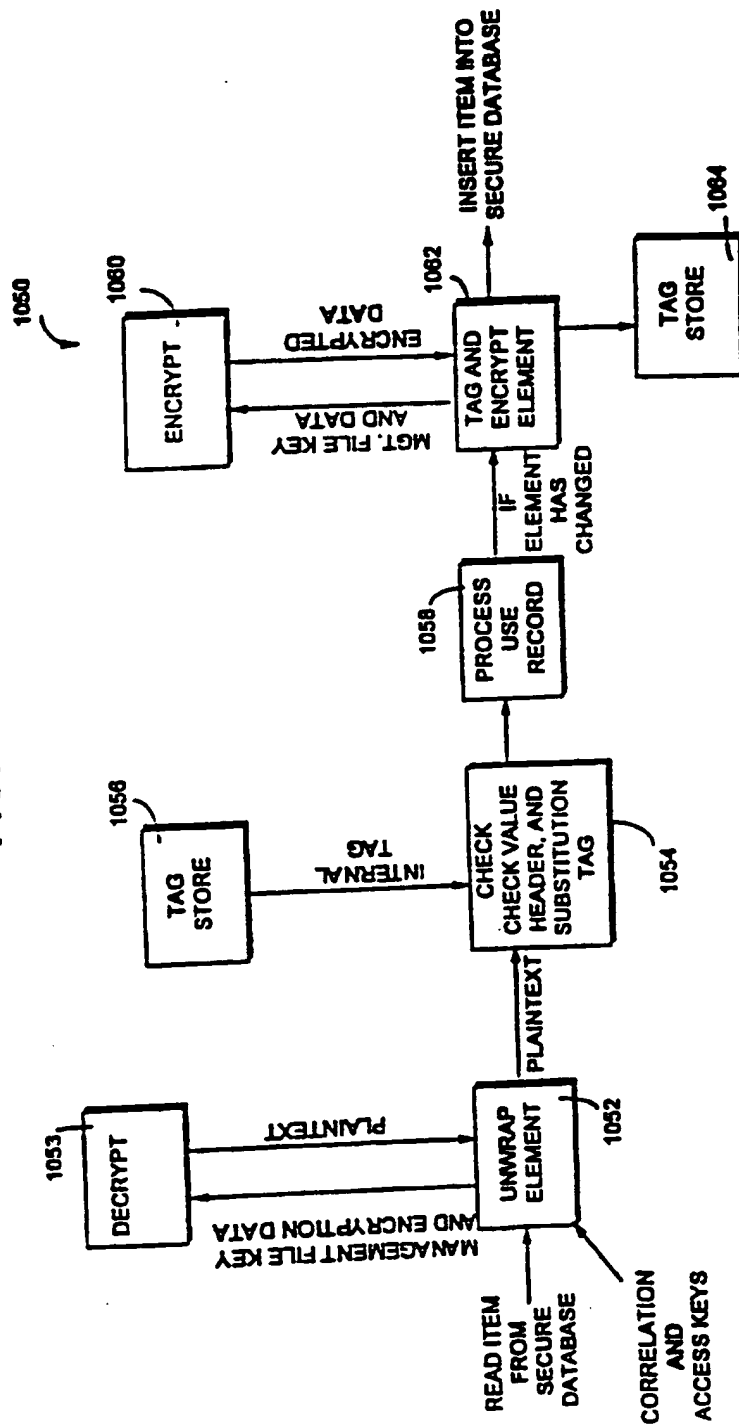 1050
1053
DECRYPT
MANAGEMENT FILE KEY
AND ENCRYPTION DATA
PLAINTEXT
READ ITEM
FROM
SECURE
DATABASE
CORRELATION
AND
ACCESS KEYS
UNWRAP
ELEMENT
1052
PLAINTEXT
1056
TAG
STORE
INTERNAL
TAG
CHECK
CHECK VALUE
HEADER, AND
SUBSTITUTION
TAG
1054
1058
PROCESS
USE
RECORD
IF
ELEMENT
HAS
CHANGED
1060
ENCRYPT
MGT. FILE KEY
AND DATA
ENCRYPTED
DATA
1062
TAG AND
ENCRYPT
ELEMENT
INSERT ITEM INTO
SECURE DATABASE
TAG
STORE
1064